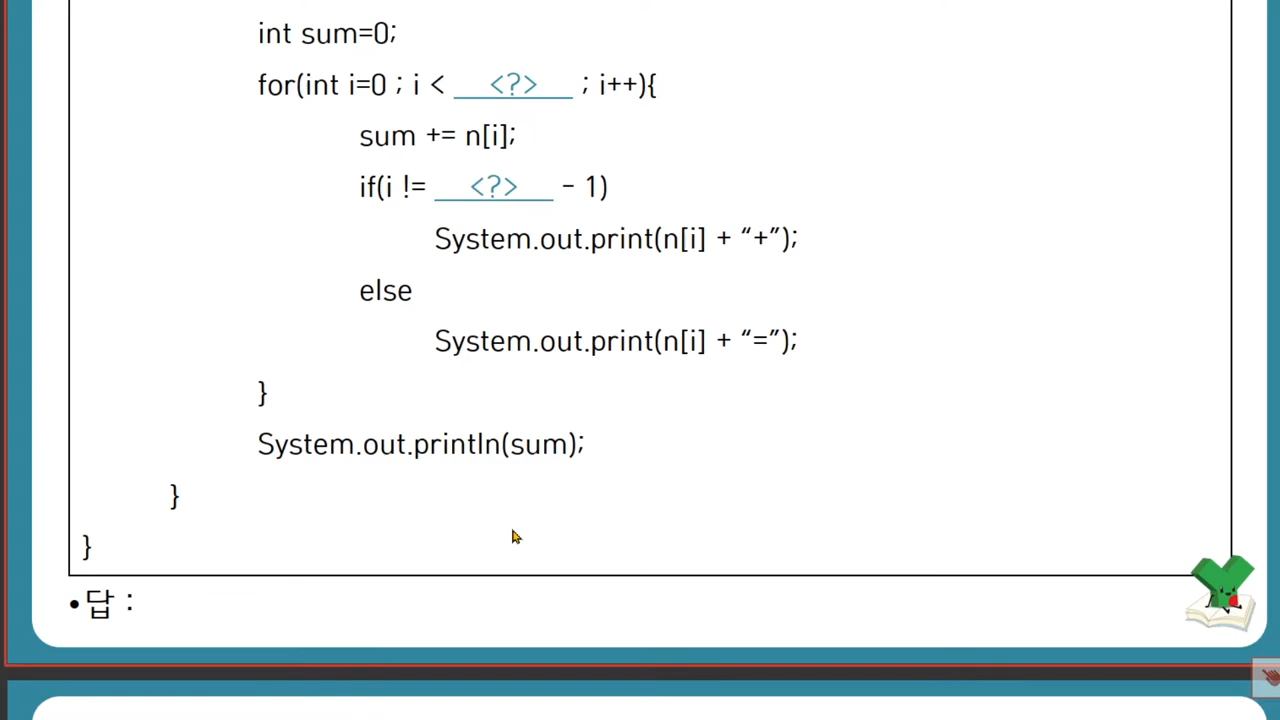 int sum=0;
for(int i=0 ; i < <?> ; i++){
sum += n[i];
if(i != <?> - 1)
System.out.print(n[i] + “+”);
else
System.out.print(n[i] + “=”);
}
System.out.println(sum);
}
}
•답 :